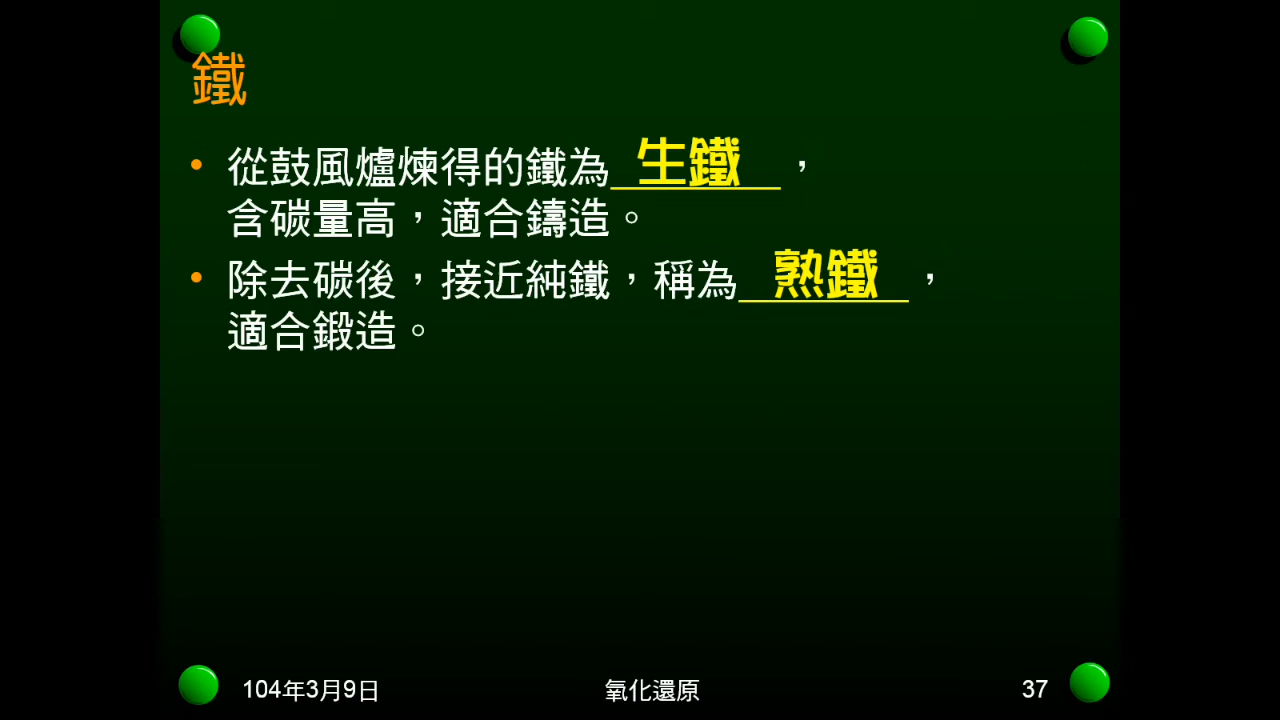 鐵
• 從鼓風爐煉得的鐵為 生鐵 ，
含碳量高，適合鑄造。
• 除去碳後，接近純鐵，稱為 熟鐵 ，
適合鍛造。
104年3月9日 氧化還原 37